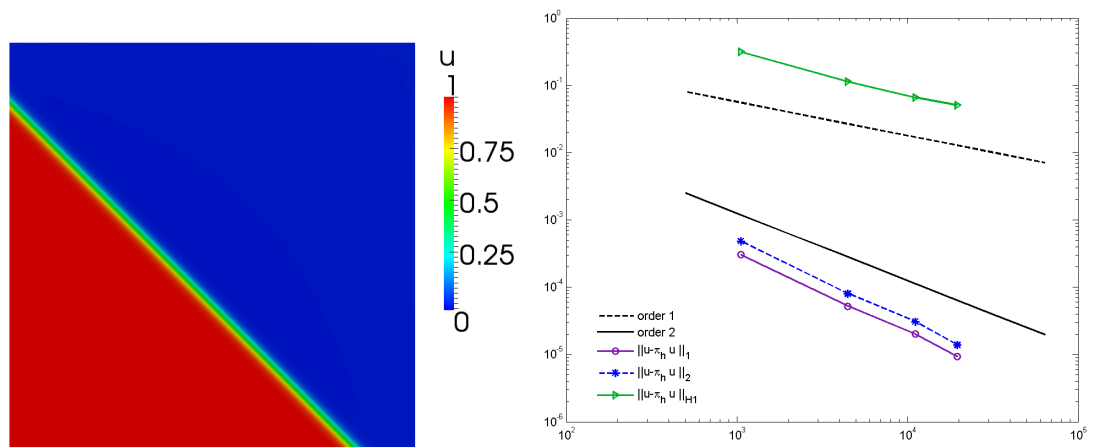 u
1
0.75
0.5
0.25
0
10^0
10^-1
10^-2
10^-3
10^-4
10^-5
10^-6
10^2
10^3
10^4
10^5
order 1
order 2
||u-π_h u ||_1
||u-π_h u ||_2
||u-π_h u ||_H1